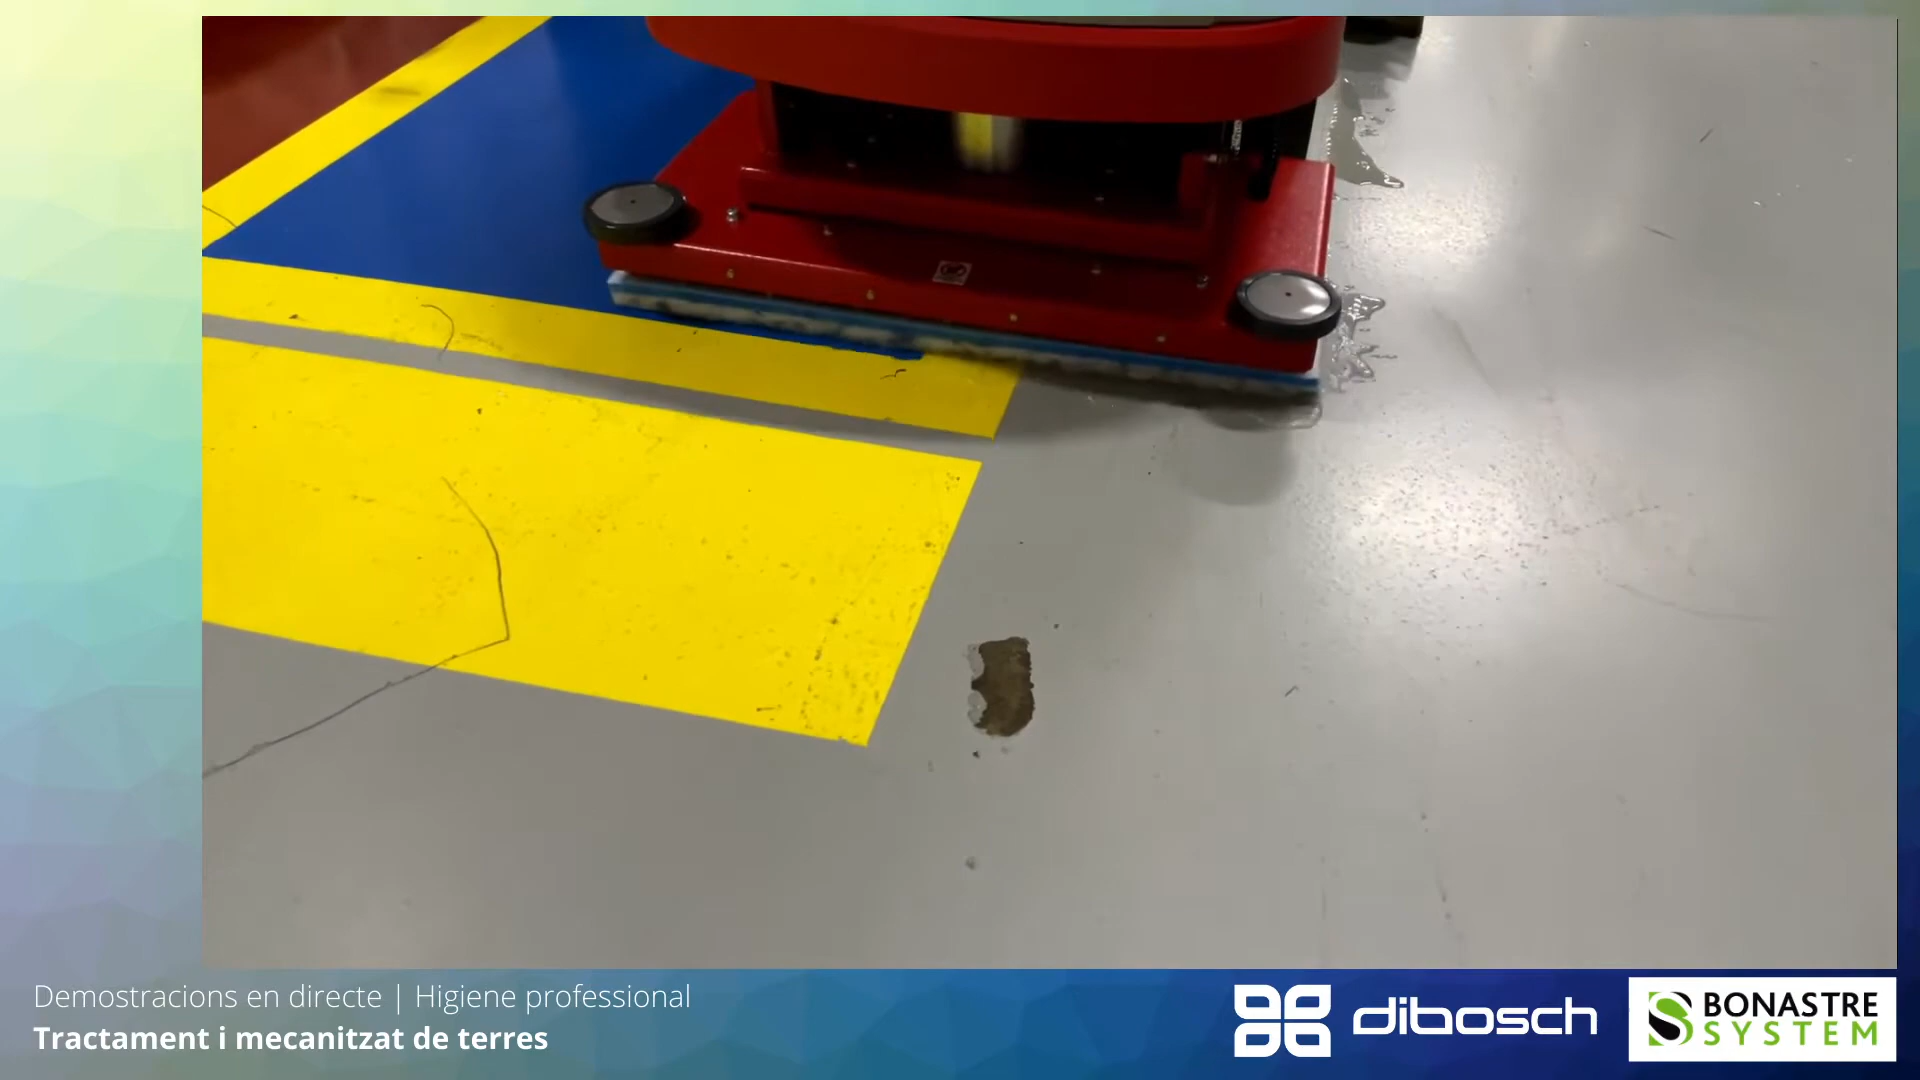 Demostracions en directe | Higiene professional
Tractament i mecanitzat de terres
dibosch
BONASTRE
SYSTEM